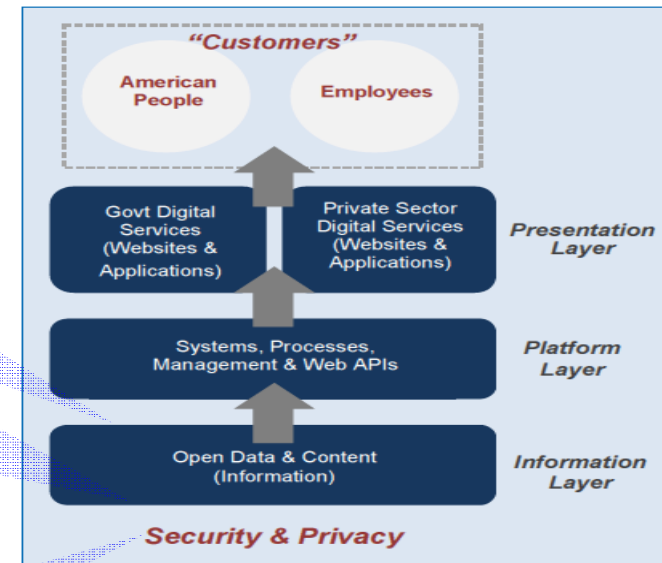 “Customers”
American
People
Employees
Govt Digital
Services
(Websites &
Applications)
Private Sector
Digital Services
(Websites &
Applications)
Presentation
Layer
Systems, Processes,
Management & Web APIs
Platform
Layer
Open Data & Content
(Information)
Information
Layer
Security & Privacy